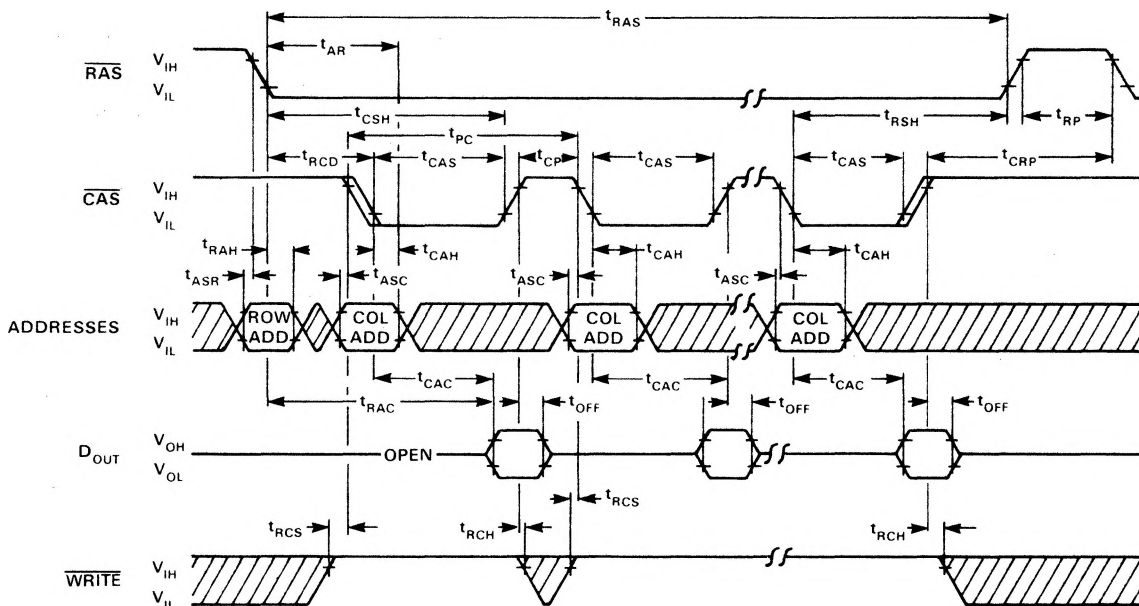 tRAS
tAR
RAS
VIH
VIL
tCSH
tRSH
tRP
tPC
tRCD
tCAS
tCP
tCAS
tCAS
tCRP
CAS
VIH
VIL
tRAH
tCAH
tCAH
tCAH
tASR
tASC
tASC
tASC
ADDRESSES
VIH
VIL
ROW ADD
COL ADD
COL ADD
COL ADD
tCAC
tCAC
tCAC
tRAC
tOFF
tOFF
tOFF
DOUT
VOH
VOL
OPEN
tRCS
tRCS
tRCH
tRCH
WRITE
VIH
VIL